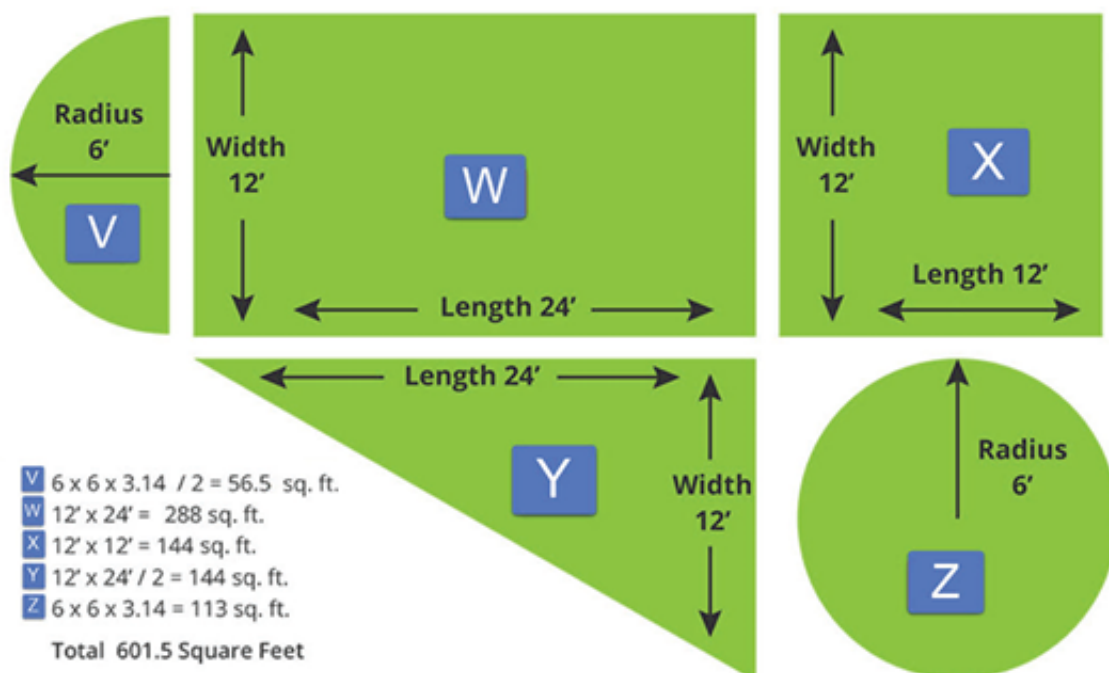 Radius
6’
V
Width
12’
W
Length 24’
Width
12’
X
Length 12’
Length 24’
Y
Width
12’
Radius
6’
Z
V 6 x 6 x 3.14 / 2 = 56.5 sq. ft.
W 12’ x 24’ = 288 sq. ft.
X 12’ x 12’ = 144 sq. ft.
Y 12’ x 24’ / 2 = 144 sq. ft.
Z 6 x 6 x 3.14 = 113 sq. ft.
Total 601.5 Square Feet